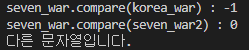 seven_war.compare(korea_war) : -1
seven_war.compare(seven_war2) : 0
다른 문자열입니다.